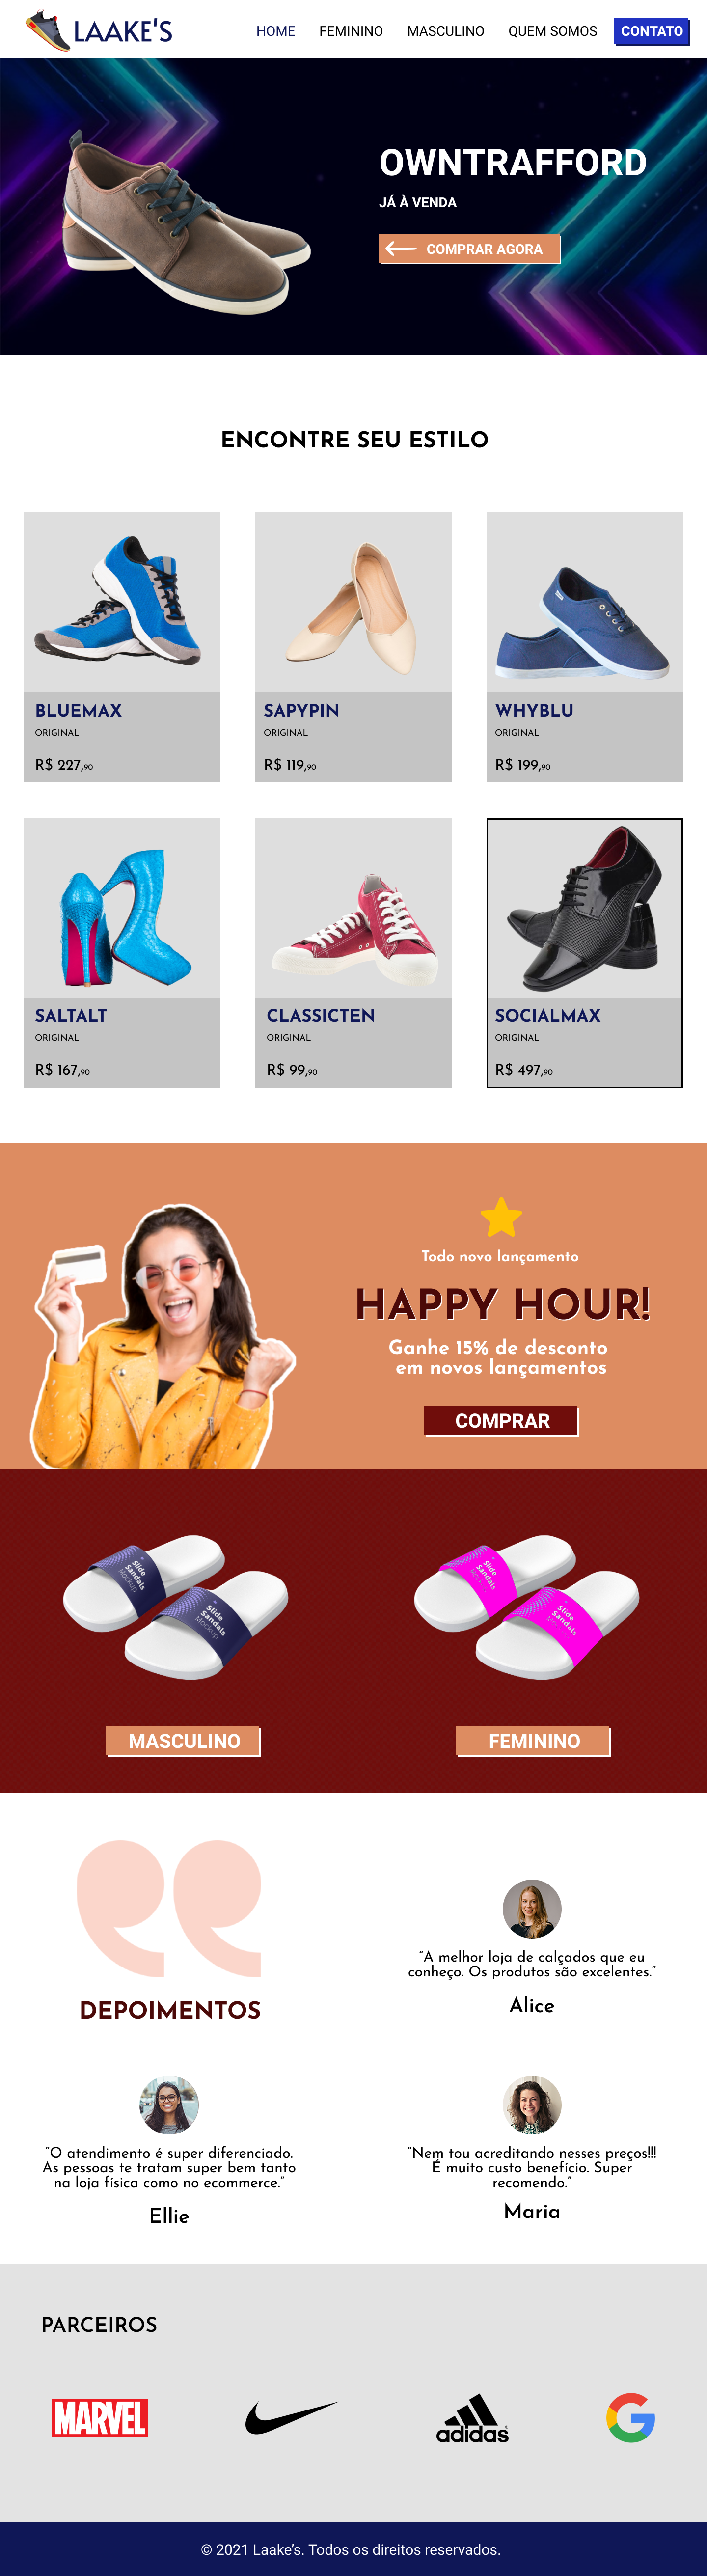 LAAKE'S
HOME FEMININO MASCULINO QUEM SOMOS CONTATO
OWNTRAFFORD
JÁ À VENDA
COMPRAR AGORA
ENCONTRE SEU ESTILO
BLUEMAX
ORIGINAL
R$ 227,90
SAPYPIN
ORIGINAL
R$ 119,90
WHYBLU
ORIGINAL
R$ 199,90
SALTALT
ORIGINAL
R$ 167,90
CLASSICTEN
ORIGINAL
R$ 99,90
SOCIALMAX
ORIGINAL
R$ 497,90
Todo novo lançamento
HAPPY HOUR!
Ganhe 15% de desconto
em novos lançamentos
COMPRAR
Slide
Sandals
Mockup
Slide
Sandals
Mockup
Slide
Sandals
Slide
Sandals
MASCULINO
FEMININO
DEPOIMENTOS
"A melhor loja de calçados que eu
conheço. Os produtos são excelentes."
Alice
"O atendimento é super diferenciado.
As pessoas te tratam super bem tanto
na loja física como no ecommerce."
Ellie
"Nem tou acreditando nesses preços!!!
É muito custo benefício. Super
recomendo."
Maria
PARCEIROS
MARVEL
adidas
G
© 2021 Laake's. Todos os direitos reservados.